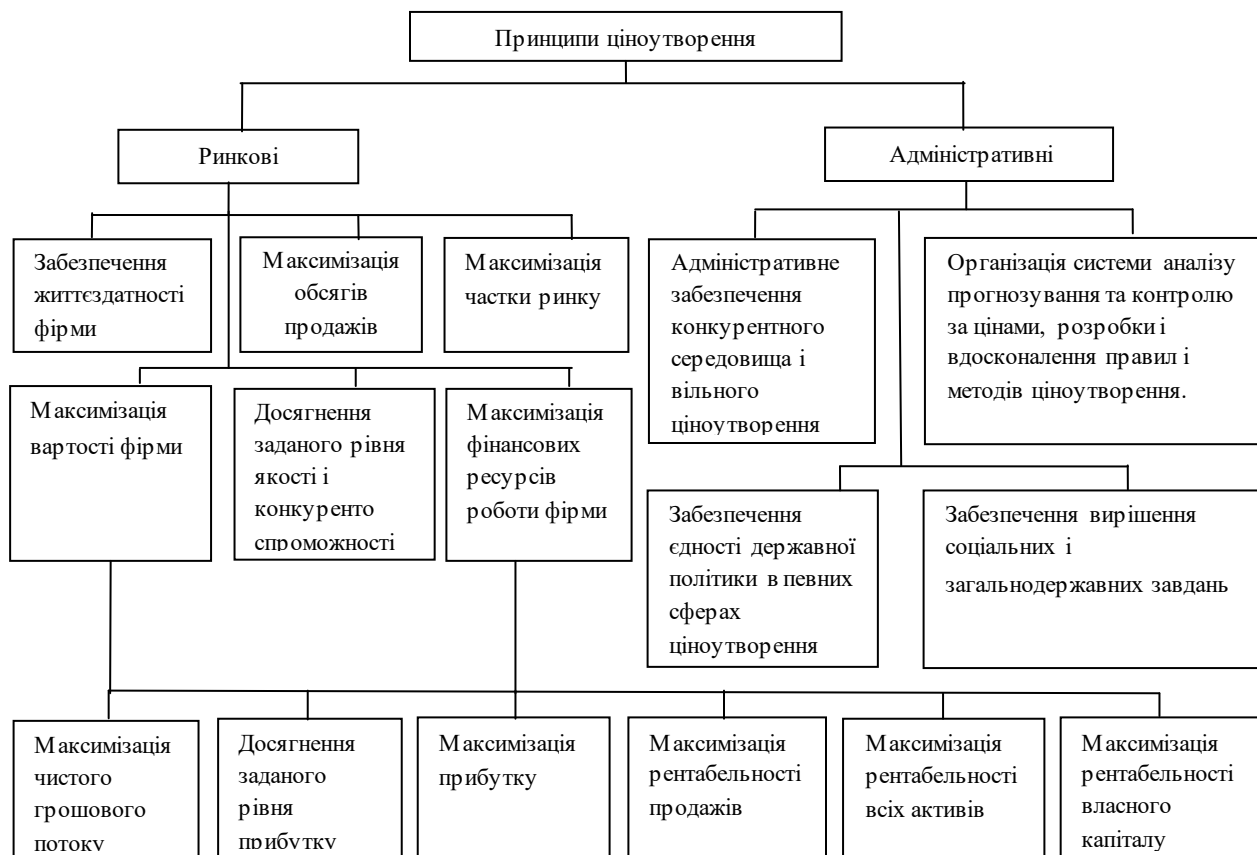 Принципи ціноутворення
Ринкові
Адміністративні
Забезпечення
життєздатності
фірми
Максимізація
обсягів
продажів
Максимізація
частки ринку
Адміністративне
забезпечення
конкурентного
середовища і
вільного
ціноутворення
Організація системи аналізу
прогнозування та контролю
за цінами, розробки і
вдосконалення правил і
методів ціноутворення.
Максимізація
вартості фірми
Досягнення
заданого рівня
якості і
конкуренто
спроможності
Максимізація
фінансових
ресурсів
роботи фірми
Забезпечення
єдності державної
політики в певних
сферах
ціноутворення
Забезпечення вирішення
соціальних і
загальнодержавних завдань
Максимізація
чистого
грошового
потоку
Досягнення
заданого
рівня
прибутку
Максимізація
прибутку
Максимізація
рентабельності
продажів
Максимізація
рентабельності
всіх активів
Максимізація
рентабельності
власного
капіталу